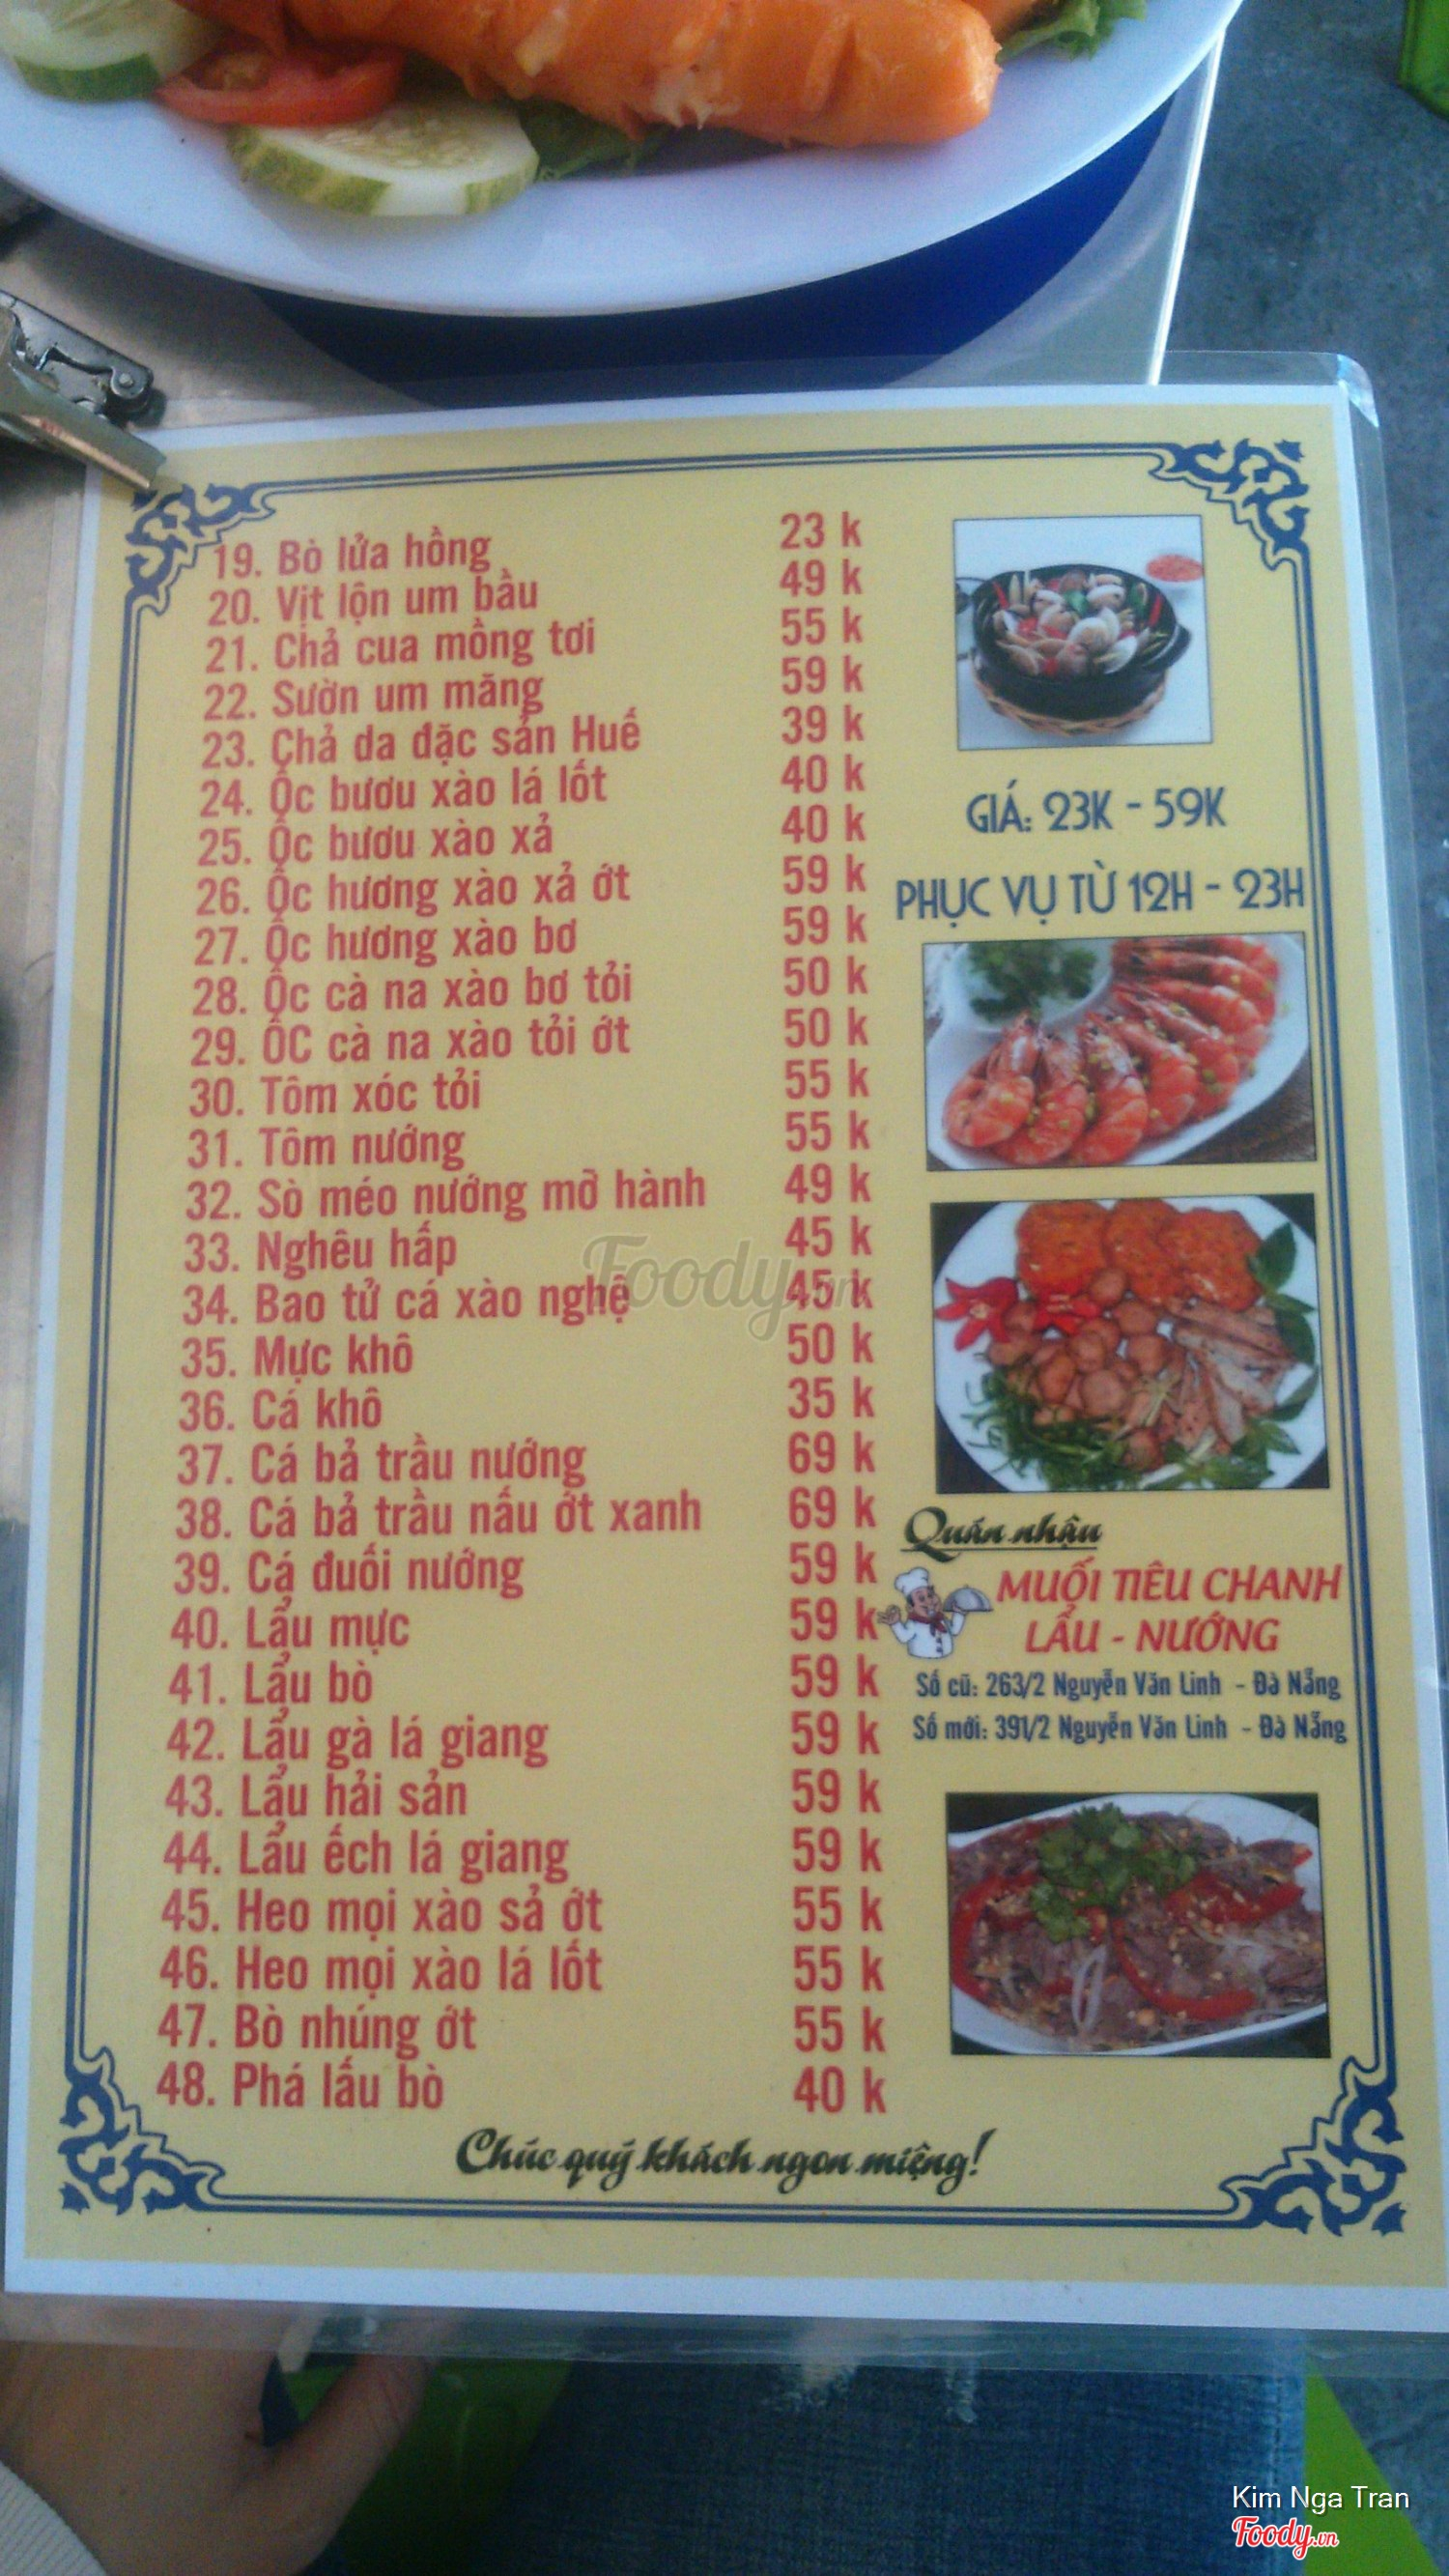 19. Bò lửa hồng 23 k
20. Vịt lộn um bầu 49 k
21. Chả cua mồng tơi 55 k
22. Sườn um măng 59 k
23. Chả da đặc sản Huế 39 k
24. Ốc bươu xào lá lốt 40 k
25. Ốc bươu xào xả 40 k
26. Ốc hương xào xả ớt 59 k
27. Ốc hương xào bơ 59 k
28. Ốc cà na xào bơ tỏi 50 k
29. ỐC cà na xào tỏi ớt 50 k
30. Tôm xóc tỏi 55 k
31. Tôm nướng 55 k
32. Sò méo nướng mỡ hành 49 k
33. Nghêu hấp 45 k
34. Bao tử cá xào nghệ 45 k
35. Mực khô 50 k
36. Cá khô 35 k
37. Cá bả trầu nướng 69 k
38. Cá bả trầu nấu ớt xanh 69 k
39. Cá đuối nướng 59 k
40. Lẩu mực 59 k
41. Lẩu bò 59 k
42. Lẩu gà lá giang 59 k
43. Lẩu hải sản 59 k
44. Lẩu ếch lá giang 59 k
45. Heo mọi xào sả ớt 55 k
46. Heo mọi xào lá lốt 55 k
47. Bò nhúng ớt 55 k
48. Phá lấu bò 40 k
Chúc quý khách ngon miệng!
GIÁ: 23K - 59K
PHỤC VỤ TỪ 12H - 23H
Quán nhậu
MUỐI TIÊU CHANH
LẨU - NƯỚNG
Số cũ: 263/2 Nguyễn Văn Linh - Đà Nẵng
Số mới: 391/2 Nguyễn Văn Linh - Đà Nẵng
Foody.vn
Kim Nga Tran
Foody.vn